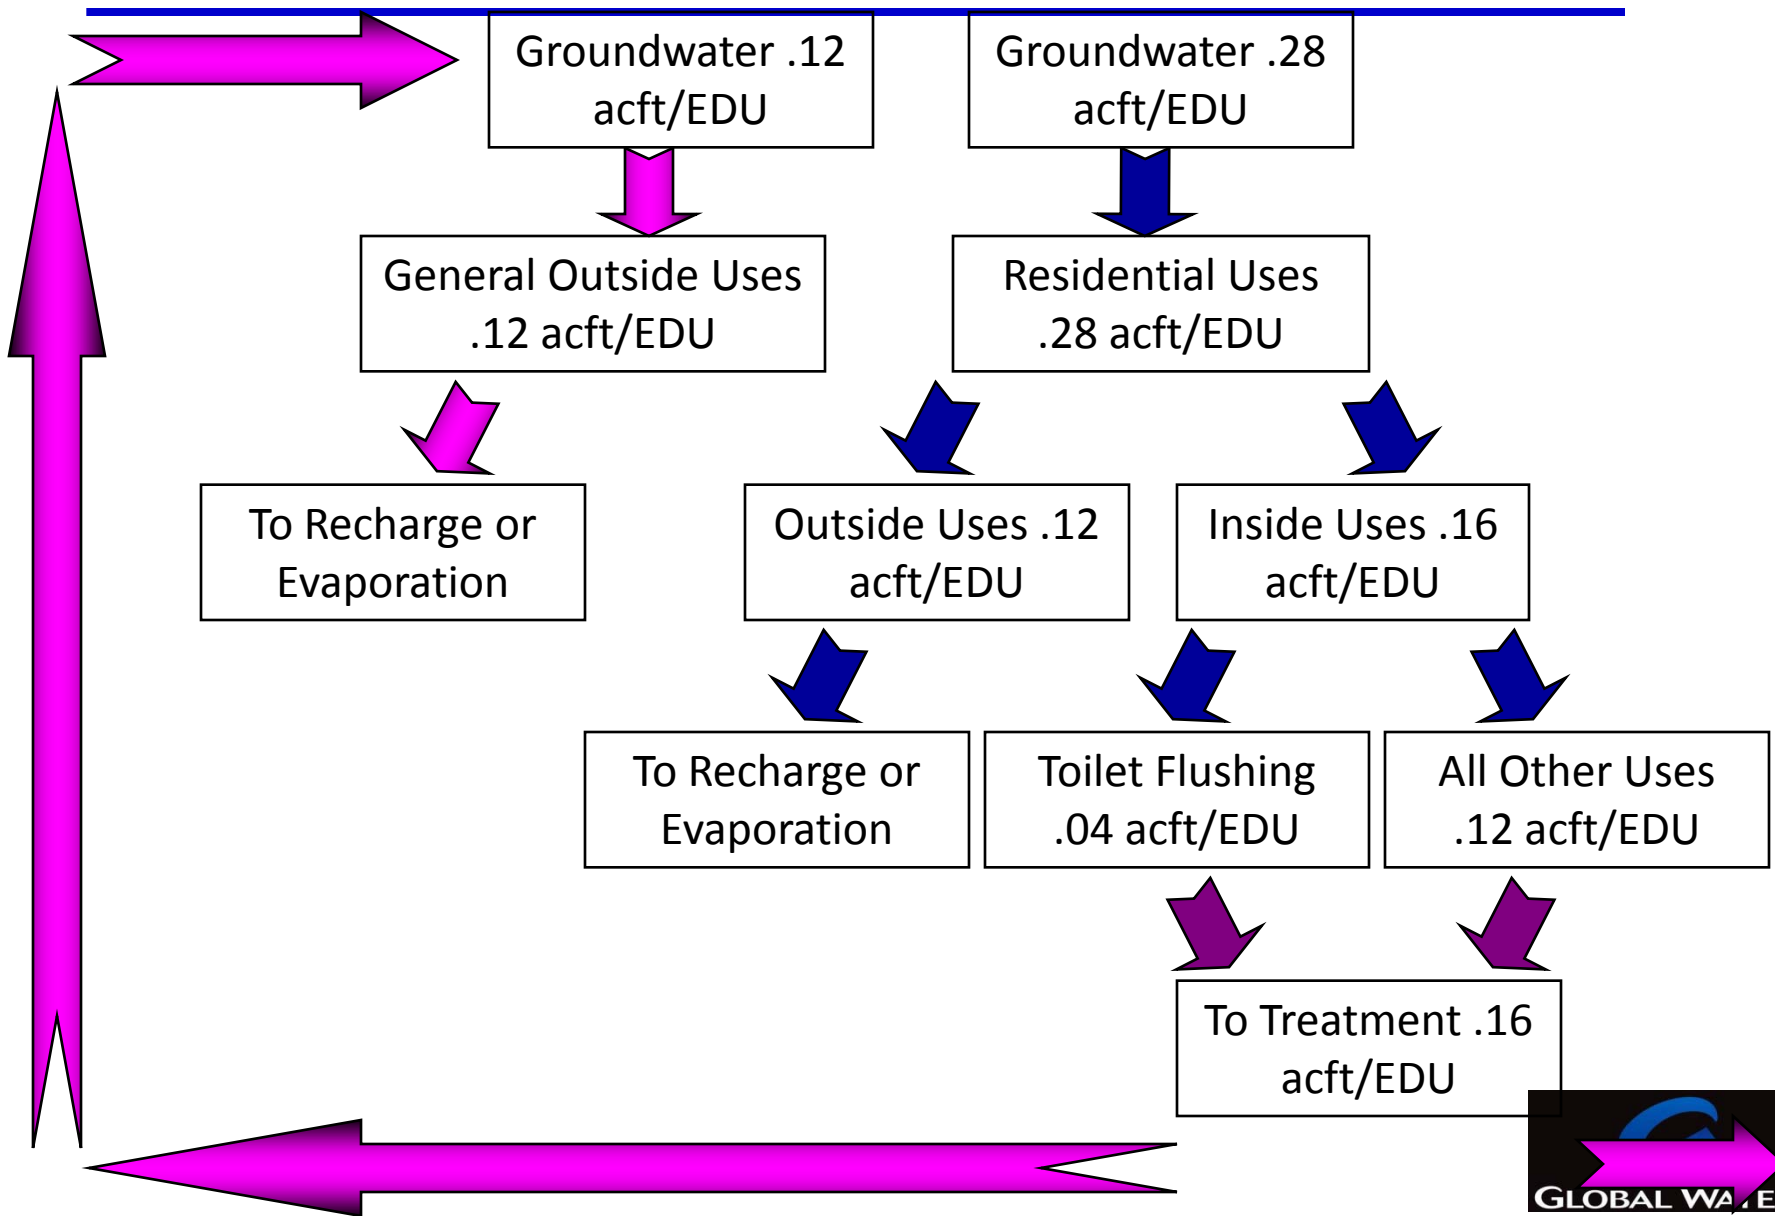 Groundwater .12
acft/EDU
Groundwater .28
acft/EDU
General Outside Uses
.12 acft/EDU
Residential Uses
.28 acft/EDU
To Recharge or
Evaporation
Outside Uses .12
acft/EDU
Inside Uses .16
acft/EDU
To Recharge or
Evaporation
Toilet Flushing
.04 acft/EDU
All Other Uses
.12 acft/EDU
To Treatment .16
acft/EDU
GLOBAL